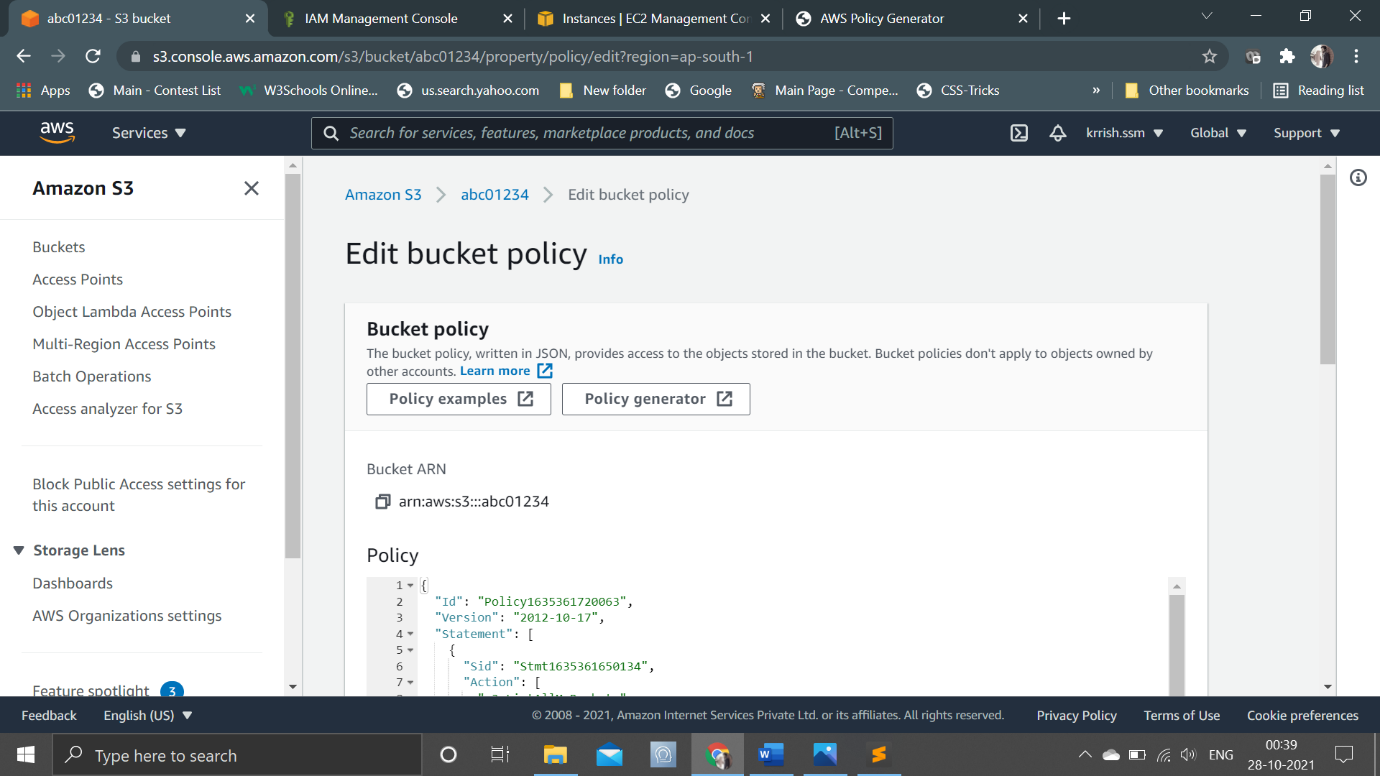 abc01234 - S3 bucket
IAM Management Console
Instances | EC2 Management Con
AWS Policy Generator
s3.console.aws.amazon.com/s3/bucket/abc01234/property/policy/edit?region=ap-south-1
Apps
Main - Contest List
W3Schools Online...
us.search.yahoo.com
New folder
Google
Main Page - Compe...
CSS-Tricks
»
Other bookmarks
Reading list
aws
Services
Search for services, features, marketplace products, and docs
[Alt+S]
krrish.ssm
Global
Support
Amazon S3
Buckets
Access Points
Object Lambda Access Points
Multi-Region Access Points
Batch Operations
Access analyzer for S3
Block Public Access settings for
this account
Storage Lens
Dashboards
AWS Organizations settings
Feature spotlight 3
Amazon S3 > abc01234 > Edit bucket policy
Edit bucket policy Info
Bucket policy
The bucket policy, written in JSON, provides access to the objects stored in the bucket. Bucket policies don't apply to objects owned by
other accounts. Learn more
Policy examples
Policy generator
Bucket ARN
arn:aws:s3:::abc01234
Policy
1 {
2 "Id": "Policy1635361720063",
3 "Version": "2012-10-17",
4 "Statement": [
5 {
6 "Sid": "Stmt1635361650134",
7 "Action": [
Feedback
English (US)
© 2008 - 2021, Amazon Internet Services Private Ltd. or its affiliates. All rights reserved.
Privacy Policy
Terms of Use
Cookie preferences
Type here to search
ENG
00:39
28-10-2021